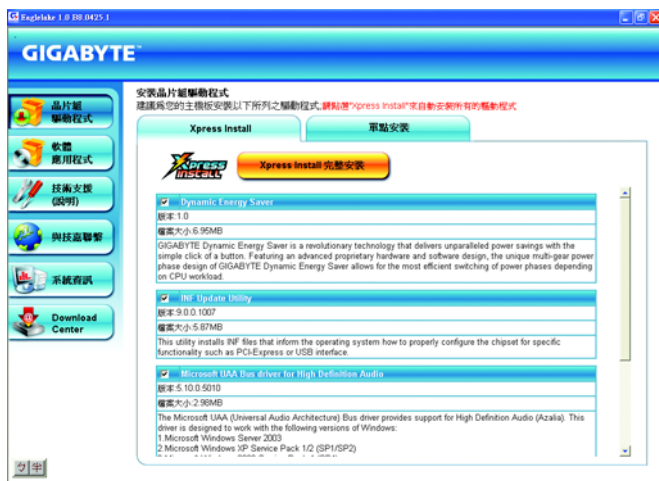 Englelake 1.0 B8.0425.1
GIGABYTE™
晶片組
驅動程式
軟體
應用程式
技術支援
(說明)
與技嘉聯繫
系統資訊
Download
Center
安裝晶片組驅動程式
建議為您的主機板安裝以下所列之驅動程式,請點選"Xpress Install"來自動安裝所有的驅動程式
Xpress Install
單點安裝
Xpress
INSTALL
Xpress Install 完整安裝
Dynamic Energy Saver
版本:1.0
檔案大小:6.95MB
GIGABYTE Dynamic Energy Saver is a revolutionary technology that delivers unparalleled power savings with the
simple click of a button. Featuring an advanced proprietary hardware and software design, the unique multi-gear power
phase design of GIGABYTE Dynamic Energy Saver allows for the most efficient switching of power phases depending
on CPU workload.
INF Update Utility
版本:9.0.0.1007
檔案大小:5.87MB
This utility installs INF files that inform the operating system how to properly configure the chipset for specific
functionality such as PCI-Express or USB interface.
Microsoft UAA Bus driver for High Definition Audio
版本:5.10.0.5010
檔案大小:2.98MB
The Microsoft UAA (Universal Audio Architecture) Bus driver provides support for High Definition Audio (Azalia). This
driver is designed to work with the following versions of Windows:
1.Microsoft Windows Server 2003
2.Microsoft Windows XP Service Pack 1/2 (SP1/SP2)
ㄅ半